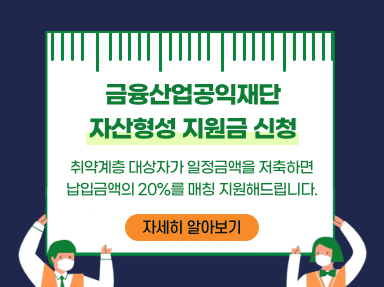 금융산업공익재단
자산형성 지원금 신청
취약계층 대상자가 일정금액을 저축하면
납입금액의 20%를 매칭 지원해드립니다.
자세히 알아보기